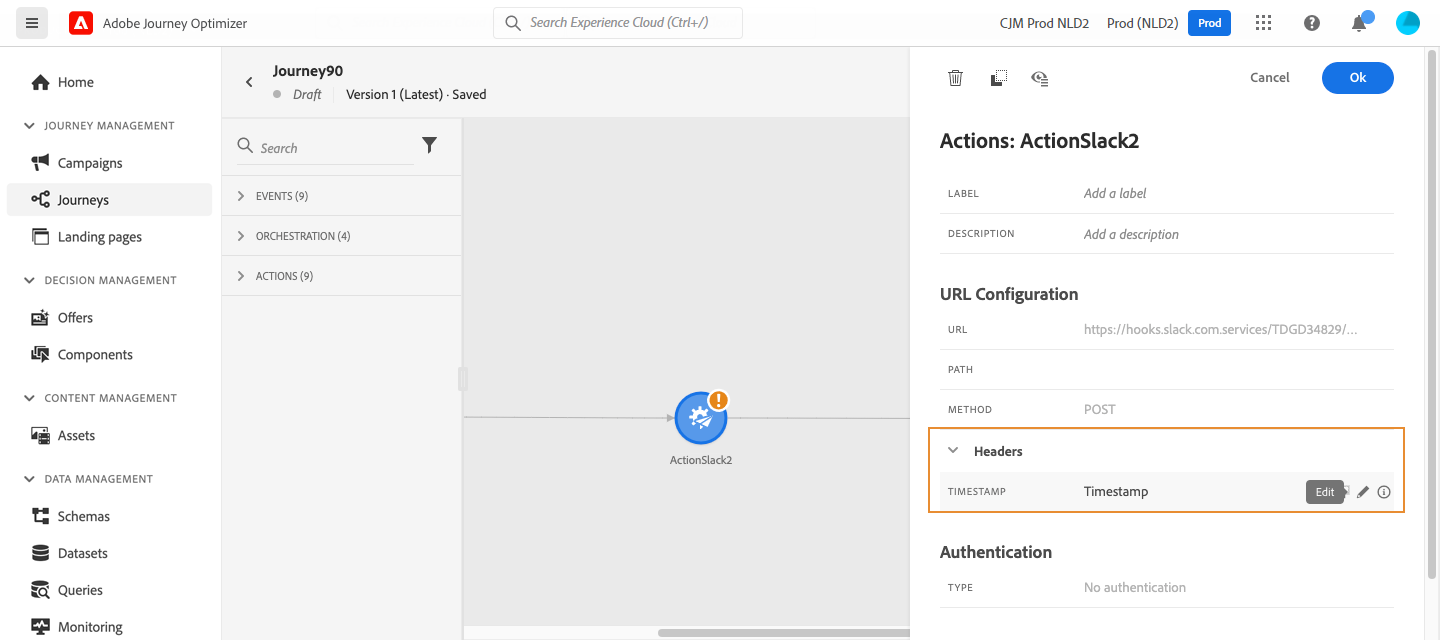 Adobe Journey Optimizer
Search Experience Cloud (Ctrl+/)
CJM Prod NLD2
Prod (NLD2)
Prod
Home
JOURNEY MANAGEMENT
Campaigns
Journeys
Landing pages
DECISION MANAGEMENT
Offers
Components
CONTENT MANAGEMENT
Assets
DATA MANAGEMENT
Schemas
Datasets
Queries
Monitoring
Journey90
Draft
Version 1 (Latest) · Saved
Search
EVENTS (9)
ORCHESTRATION (4)
ACTIONS (9)
ActionSlack2
Cancel
Ok
Actions: ActionSlack2
LABEL Add a label
DESCRIPTION Add a description
URL Configuration
URL https://hooks.slack.com.services/TDGD34829/...
PATH
METHOD POST
Headers
TIMESTAMP Timestamp Edit
Authentication
TYPE No authentication